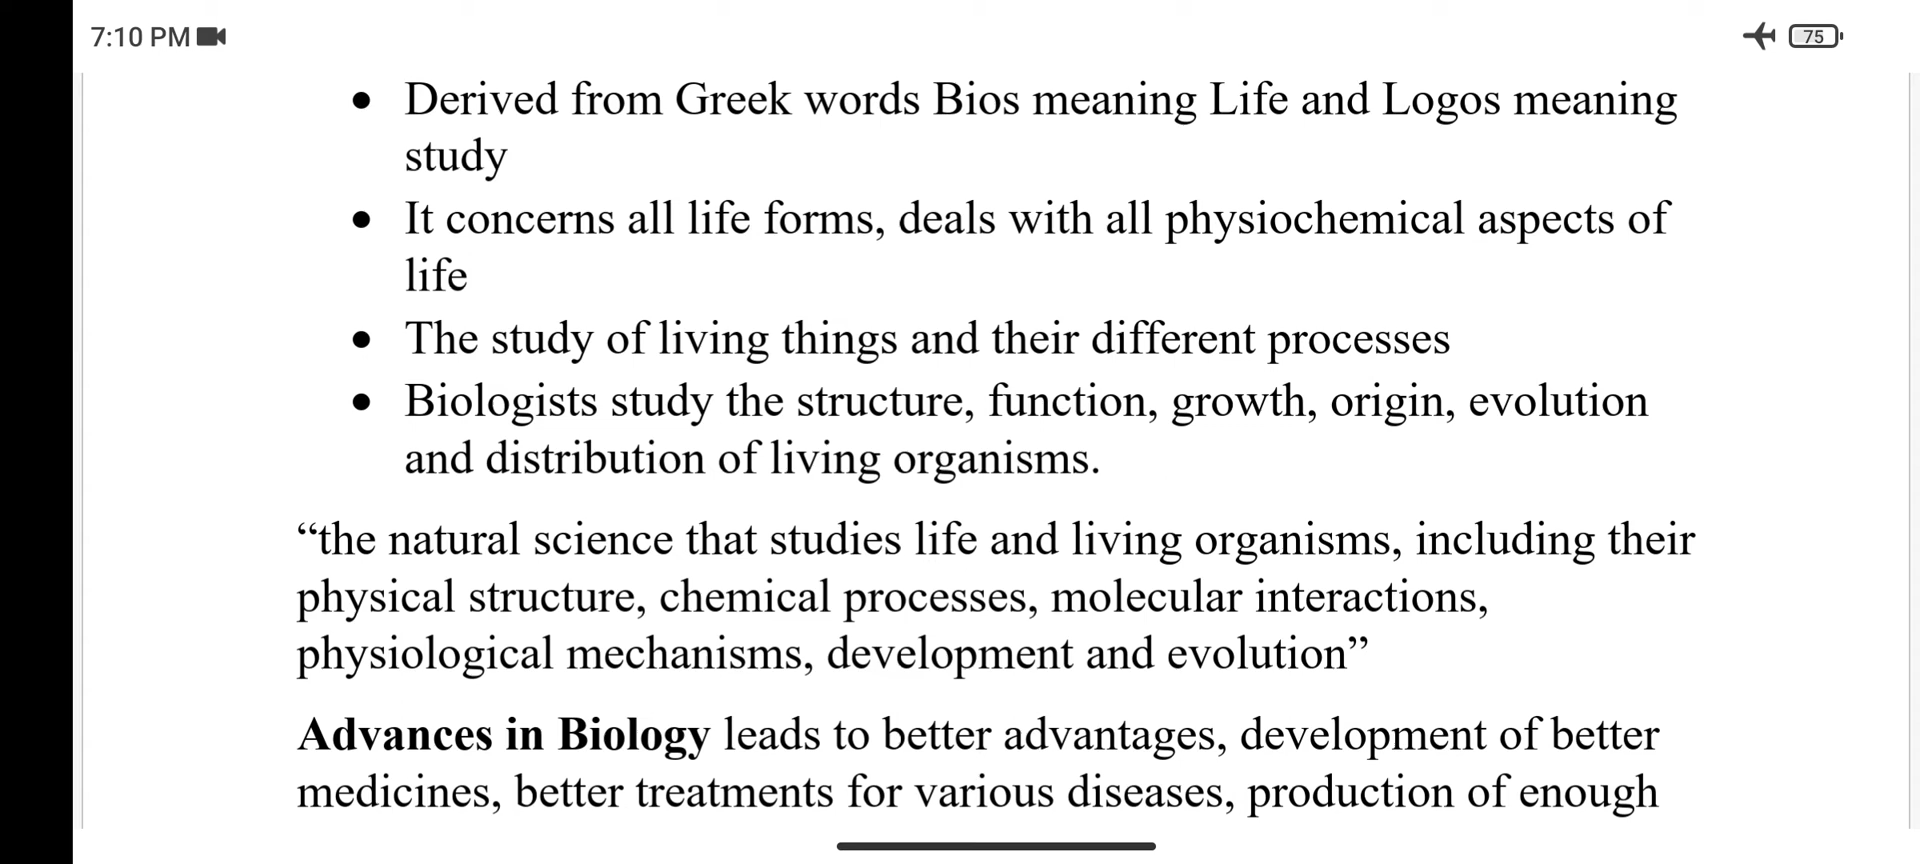 7:10 PM
75
• Derived from Greek words Bios meaning Life and Logos meaning
study
• It concerns all life forms, deals with all physiochemical aspects of
life
• The study of living things and their different processes
• Biologists study the structure, function, growth, origin, evolution
and distribution of living organisms.
“the natural science that studies life and living organisms, including their
physical structure, chemical processes, molecular interactions,
physiological mechanisms, development and evolution”
Advances in Biology leads to better advantages, development of better
medicines, better treatments for various diseases, production of enough